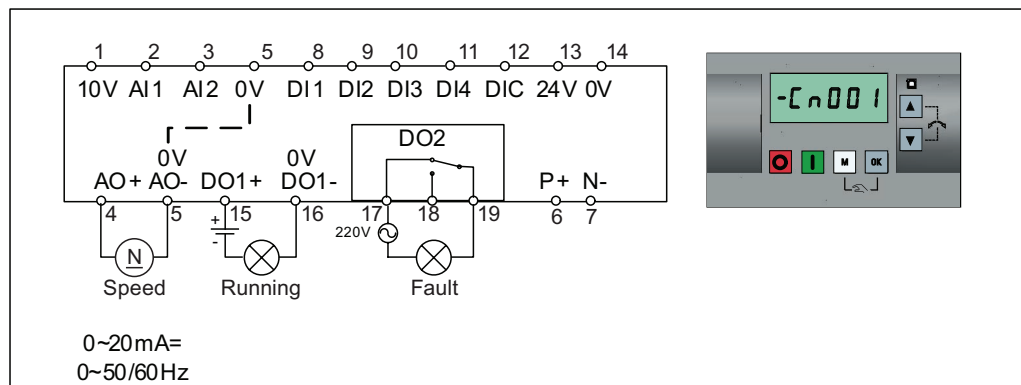 1 2 3 5 8 9 10 11 12 13 14
10V AI1 AI2 0V DI1 DI2 DI3 DI4 DIC 24V 0V
-Cn001
DO2
0V 0V
AO+ AO- DO1+ DO1- P+ N-
4 5 15 16 17 18 19 6 7
M OK
+
-
220V
N
Speed Running Fault
0~20mA=
0~50/60Hz